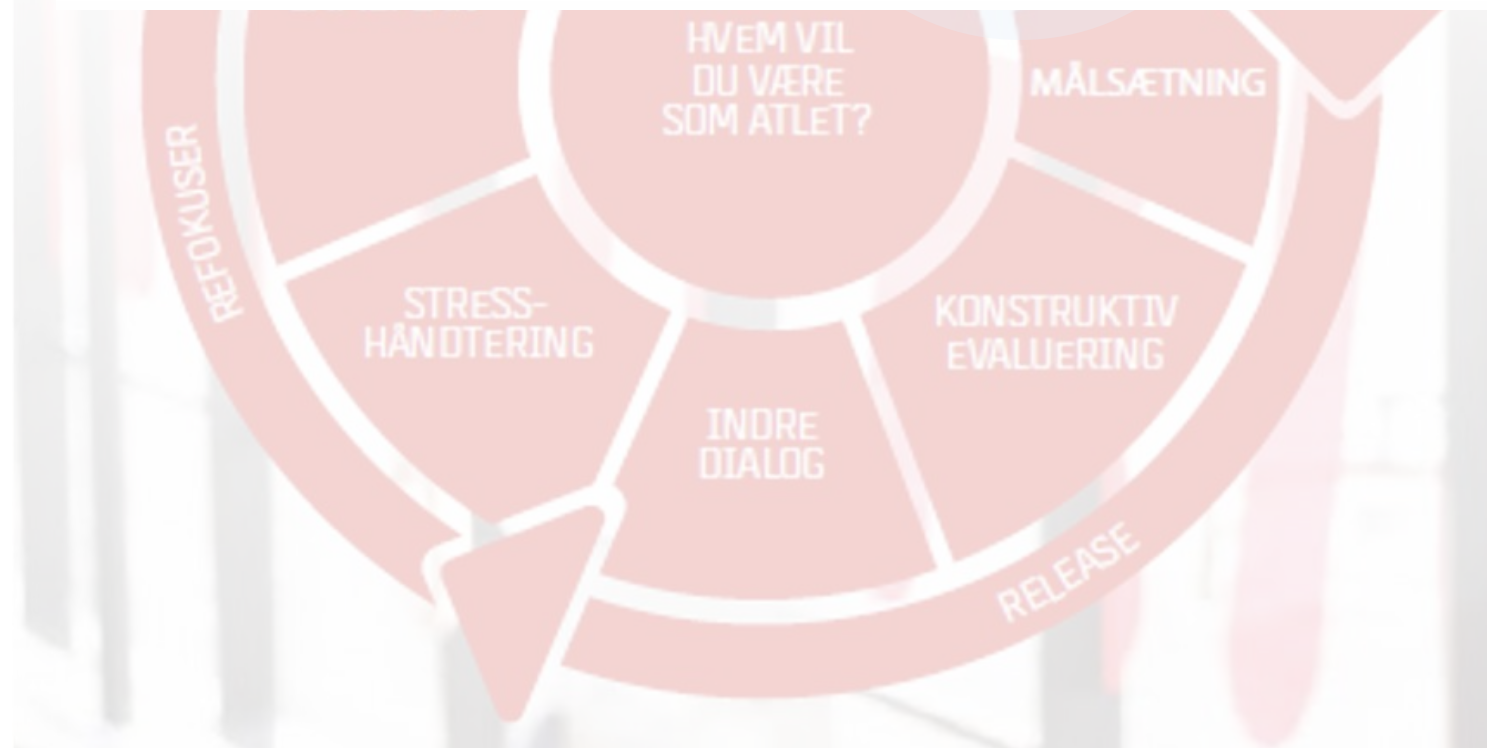 HVEM VIL
DU VÆRE
SOM ATLET?
MÅLSÆTNING
REFOKUSER
STRESS-
HÅNDTERING
KONSTRUKTIV
EVALUERING
INDRE
DIALOG
RELEASE